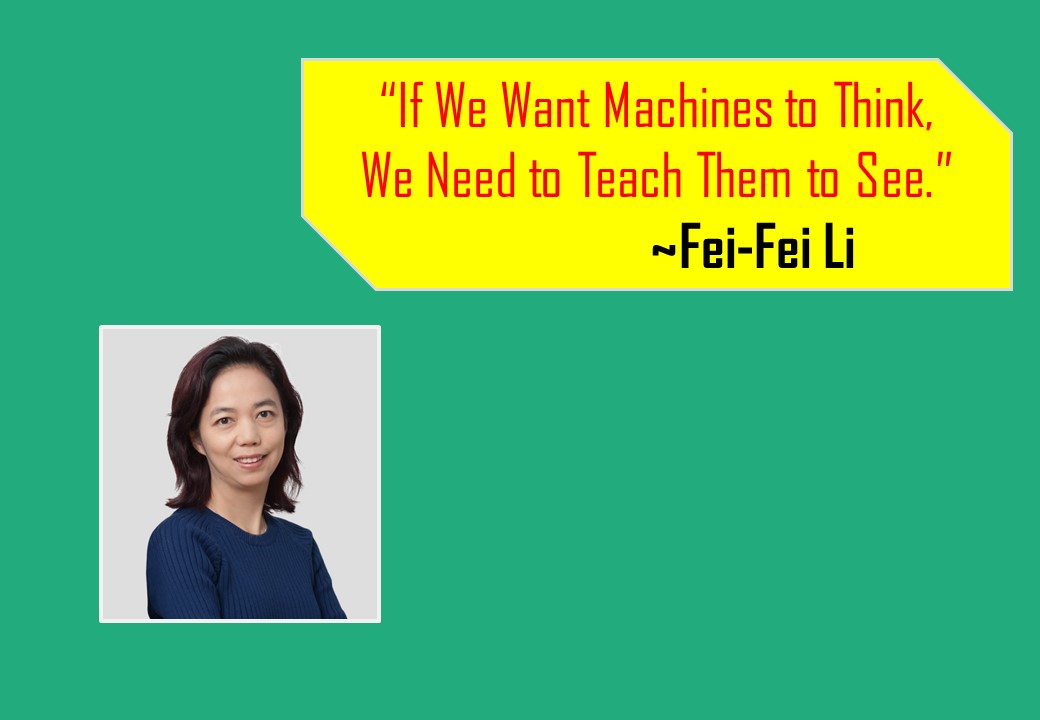 “If We Want Machines to Think,
We Need to Teach Them to See.”
~Fei-Fei Li